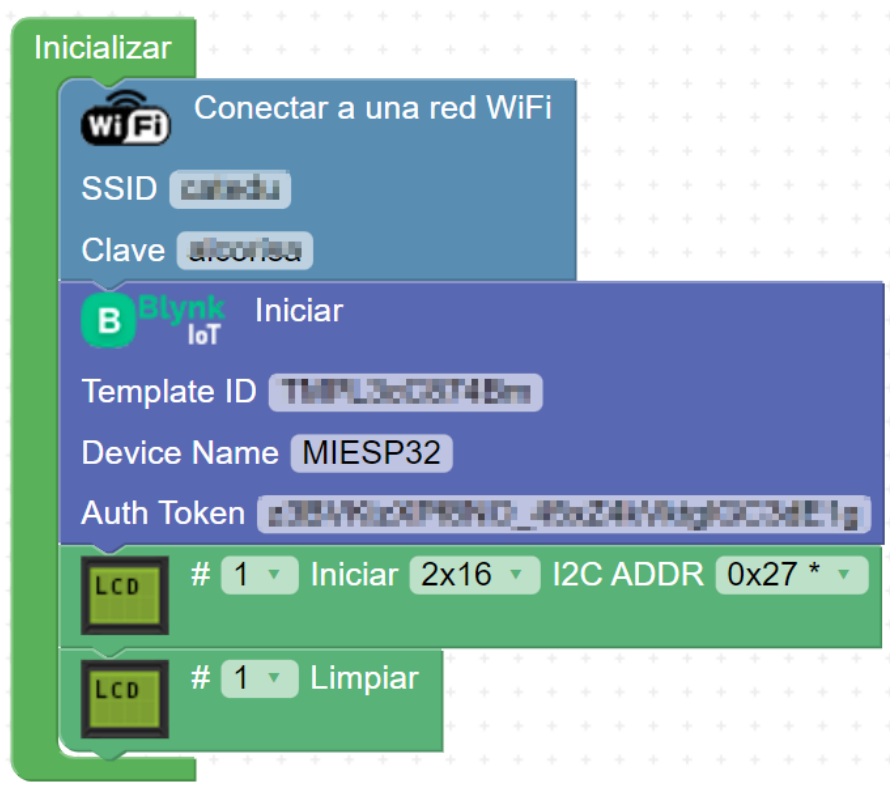 Inicializar
WiFi Conectar a una red WiFi
SSID
Clave
B Blynk IoT Iniciar
Template ID
Device Name MIESP32
Auth Token
LCD # 1 Iniciar 2x16 I2C ADDR 0x27 *
LCD # 1 Limpiar